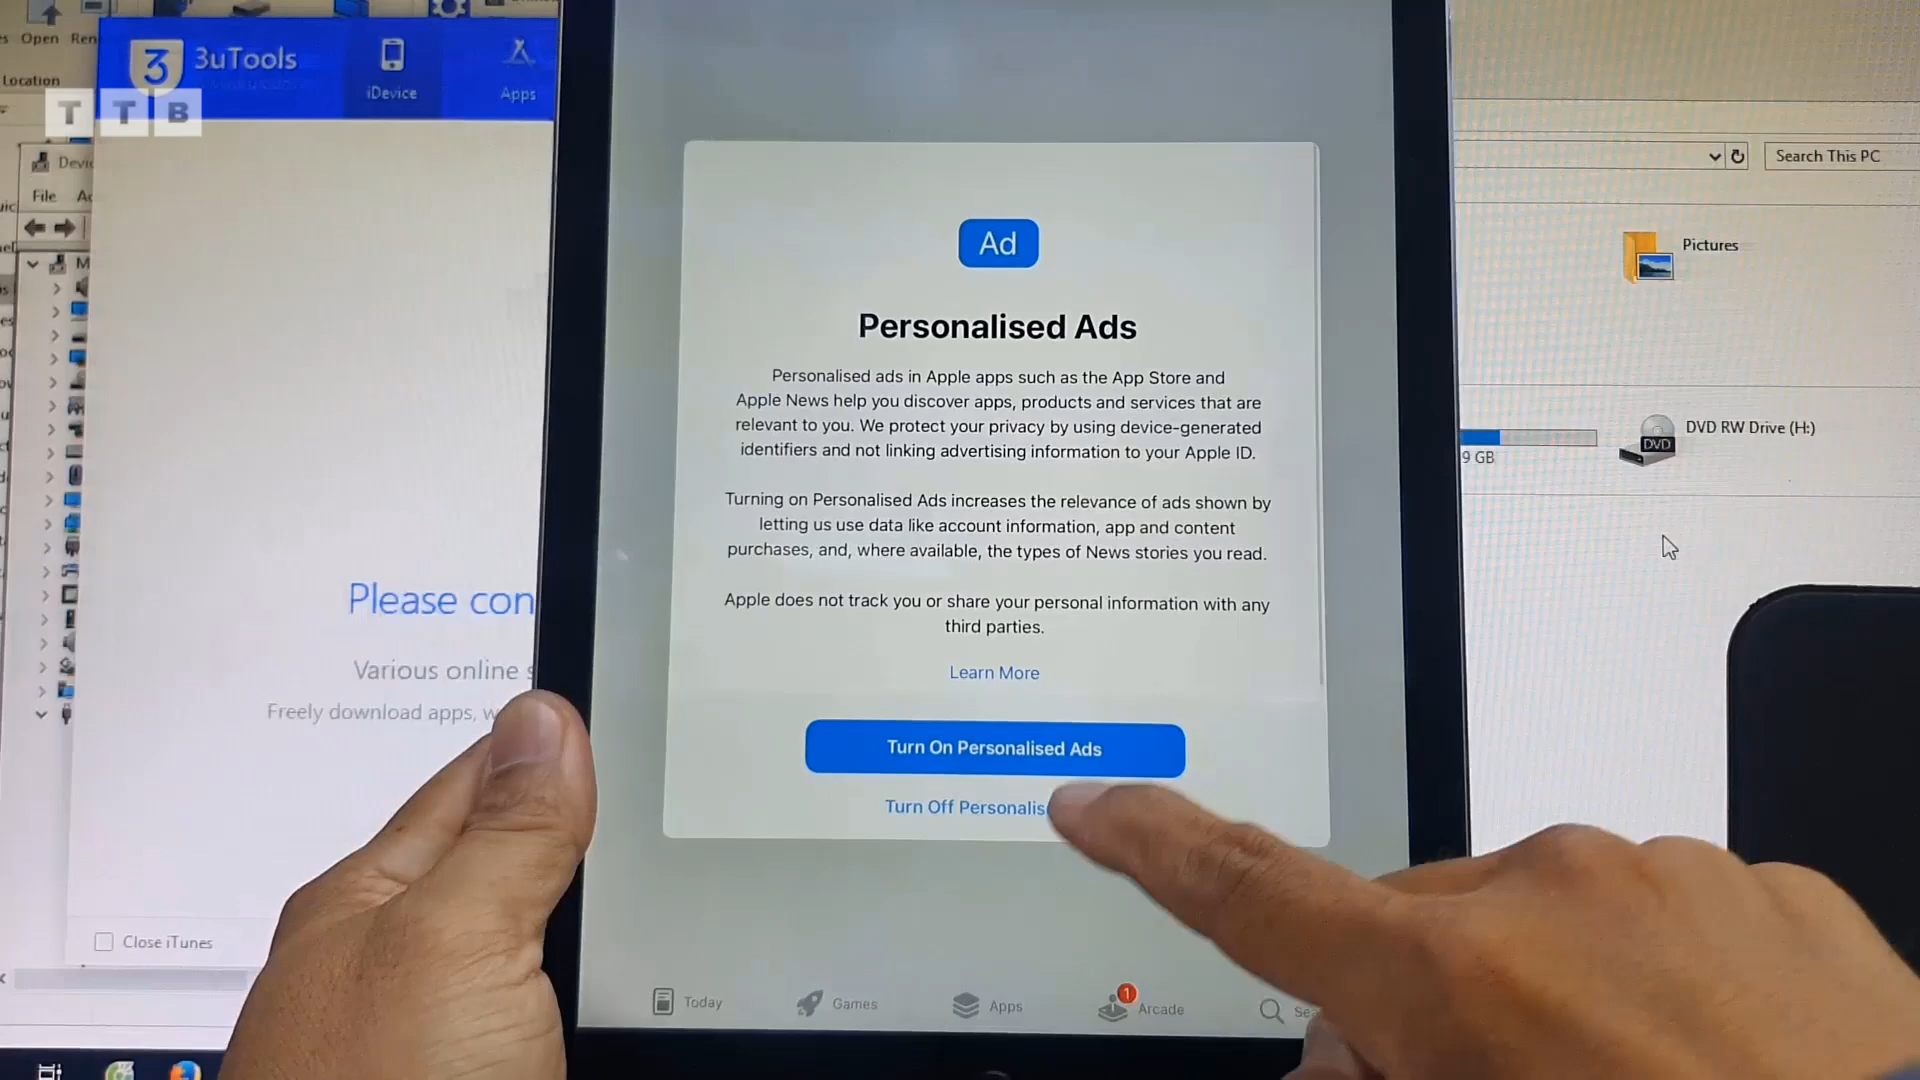 Open
Location
3 3uTools
iDevice
Apps
T T B
File
Search This PC
Pictures
DVD RW Drive (H:)
DVD
9 GB
Ad
Personalised Ads
Personalised ads in Apple apps such as the App Store and
Apple News help you discover apps, products and services that are
relevant to you. We protect your privacy by using device-generated
identifiers and not linking advertising information to your Apple ID.
Turning on Personalised Ads increases the relevance of ads shown by
letting us use data like account information, app and content
purchases, and, where available, the types of News stories you read.
Apple does not track you or share your personal information with any
third parties.
Learn More
Turn On Personalised Ads
Turn Off Personalis
Please con
Various online s
Freely download apps, w
Close iTunes
Today
Games
Apps
1
Arcade
Sea